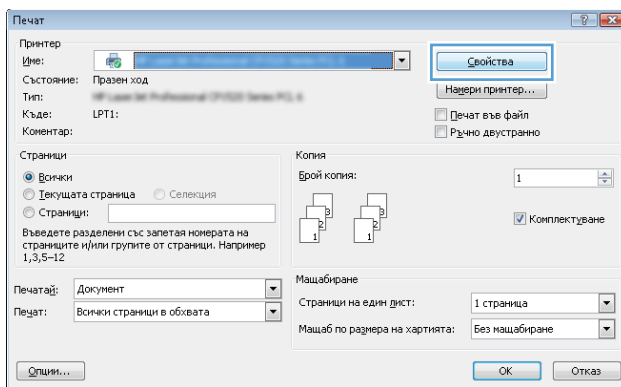 Печат
Принтер
Име:
Свойства
Състояние: Празен ход
Тип:
Намери принтер...
Къде: LPT1:
Печат във файл
Коментар:
Ръчно двустранно
Страници
Всички
Текущата страница Селекция
Страници:
Въведете разделени със запетая номерата на
страниците и/или групите от страници. Например
1,3,5–12
Копия
Брой копия: 1
Комплектуване
Печатай: Документ
Печат: Всички страници в обхвата
Мащабиране
Страници на един лист: 1 страница
Мащаб по размера на хартията: Без мащабиране
Опции...
OK Отказ